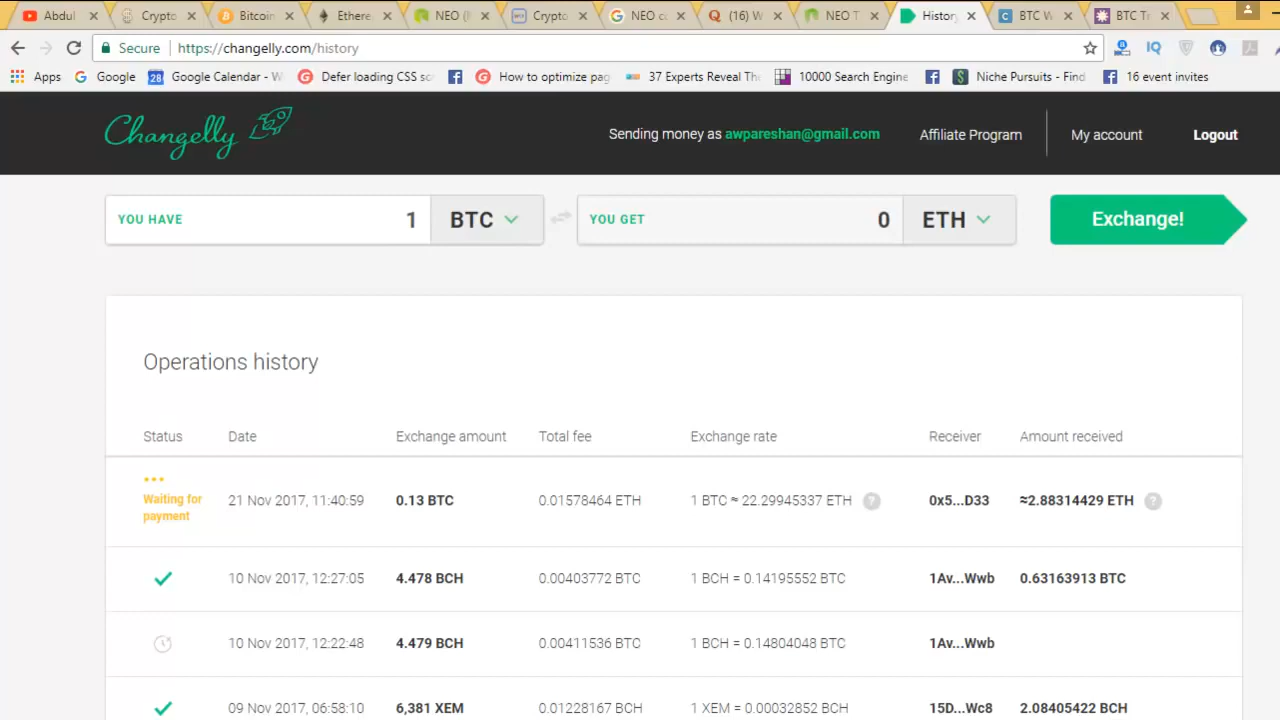 Abdul Crypto Bitcoin Ethere NEO ( Crypto NEO c (16) W NEO T History BTC W BTC Tr
Secure https://changelly.com/history IQ
Apps Google 28 Google Calendar - W Defer loading CSS sc How to optimize pag 37 Experts Reveal Th 10000 Search Engine Niche Pursuits - Find 16 event invites
Changelly Sending money as awpareshan@gmail.com Affiliate Program My account Logout
YOU HAVE 1 BTC YOU GET 0 ETH Exchange!
Operations history
Status Date Exchange amount Total fee Exchange rate Receiver Amount received
Waiting for payment 21 Nov 2017, 11:40:59 0.13 BTC 0.01578464 ETH 1 BTC ≈ 22.29945337 ETH ? 0x5...D33 ≈2.88314429 ETH ?
10 Nov 2017, 12:27:05 4.478 BCH 0.00403772 BTC 1 BCH = 0.14195552 BTC 1Av...Wwb 0.63163913 BTC
10 Nov 2017, 12:22:48 4.479 BCH 0.00411536 BTC 1 BCH = 0.14804048 BTC 1Av...Wwb
09 Nov 2017, 06:58:10 6,381 XEM 0.01228167 BCH 1 XEM = 0.00032852 BCH 15D...Wc8 2.08405422 BCH